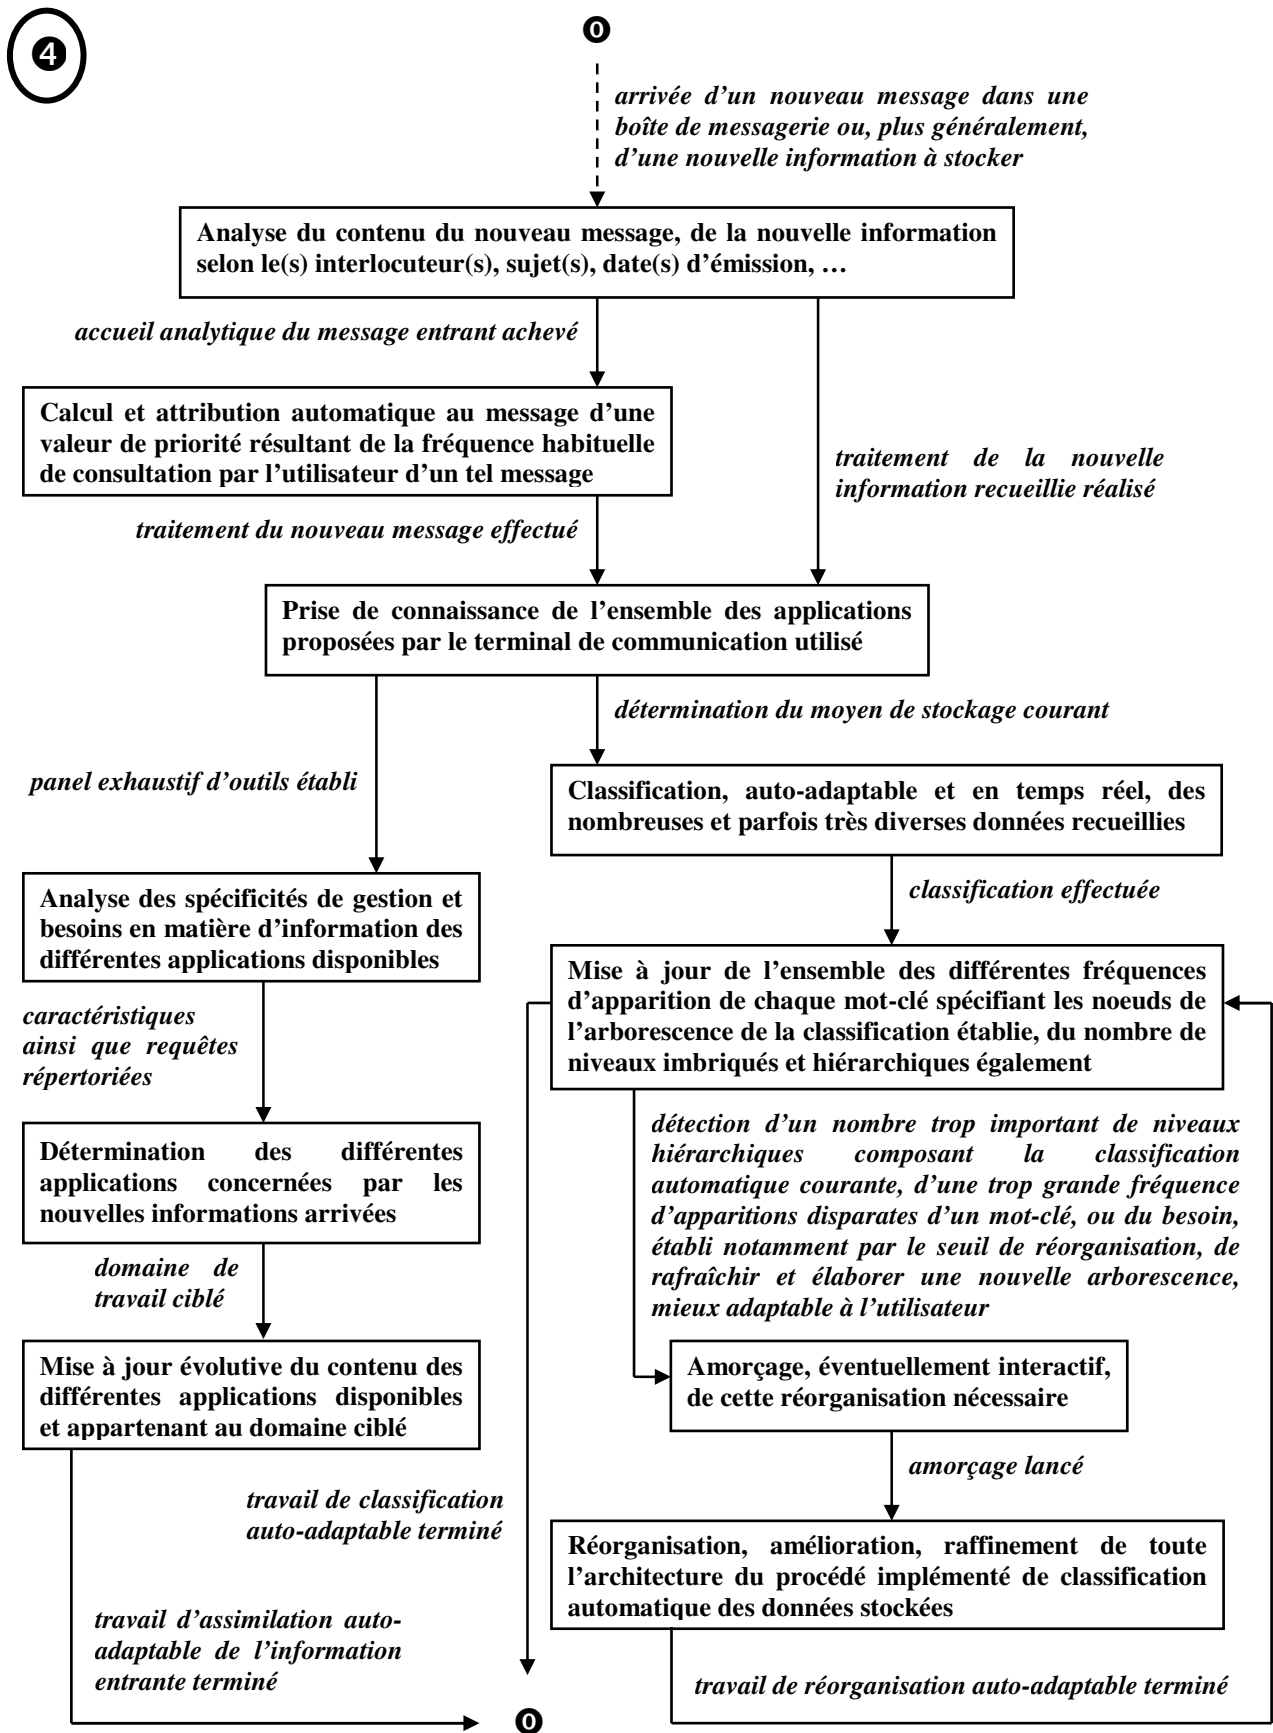 ❹
⓿
arrivée d’un nouveau message dans une
boîte de messagerie ou, plus généralement,
d’une nouvelle information à stocker
Analyse du contenu du nouveau message, de la nouvelle information
selon le(s) interlocuteur(s), sujet(s), date(s) d’émission, …
accueil analytique du message entrant achevé
Calcul et attribution automatique au message d’une
valeur de priorité résultant de la fréquence habituelle
de consultation par l’utilisateur d’un tel message
traitement de la nouvelle
information recueillie réalisé
traitement du nouveau message effectué
Prise de connaissance de l’ensemble des applications
proposées par le terminal de communication utilisé
détermination du moyen de stockage courant
panel exhaustif d’outils établi
Classification, auto-adaptable et en temps réel, des
nombreuses et parfois très diverses données recueillies
classification effectuée
Analyse des spécificités de gestion et
besoins en matière d’information des
différentes applications disponibles
Mise à jour de l’ensemble des différentes fréquences
d’apparition de chaque mot-clé spécifiant les noeuds de
l’arborescence de la classification établie, du nombre de
niveaux imbriqués et hiérarchiques également
caractéristiques
ainsi que requêtes
répertoriées
détection d’un nombre trop important de niveaux
hiérarchiques composant la classification
automatique courante, d’une trop grande fréquence
d’apparitions disparates d’un mot-clé, ou du besoin,
établi notamment par le seuil de réorganisation, de
rafraîchir et élaborer une nouvelle arborescence,
mieux adaptable à l’utilisateur
Détermination des différentes
applications concernées par les
nouvelles informations arrivées
domaine de
travail ciblé
Mise à jour évolutive du contenu des
différentes applications disponibles
et appartenant au domaine ciblé
Amorçage, éventuellement interactif,
de cette réorganisation nécessaire
amorçage lancé
travail de classification
auto-adaptable terminé
Réorganisation, amélioration, raffinement de toute
l’architecture du procédé implémenté de classification
automatique des données stockées
travail d’assimilation auto-
adaptable de l’information
entrante terminé
travail de réorganisation auto-adaptable terminé
⓿